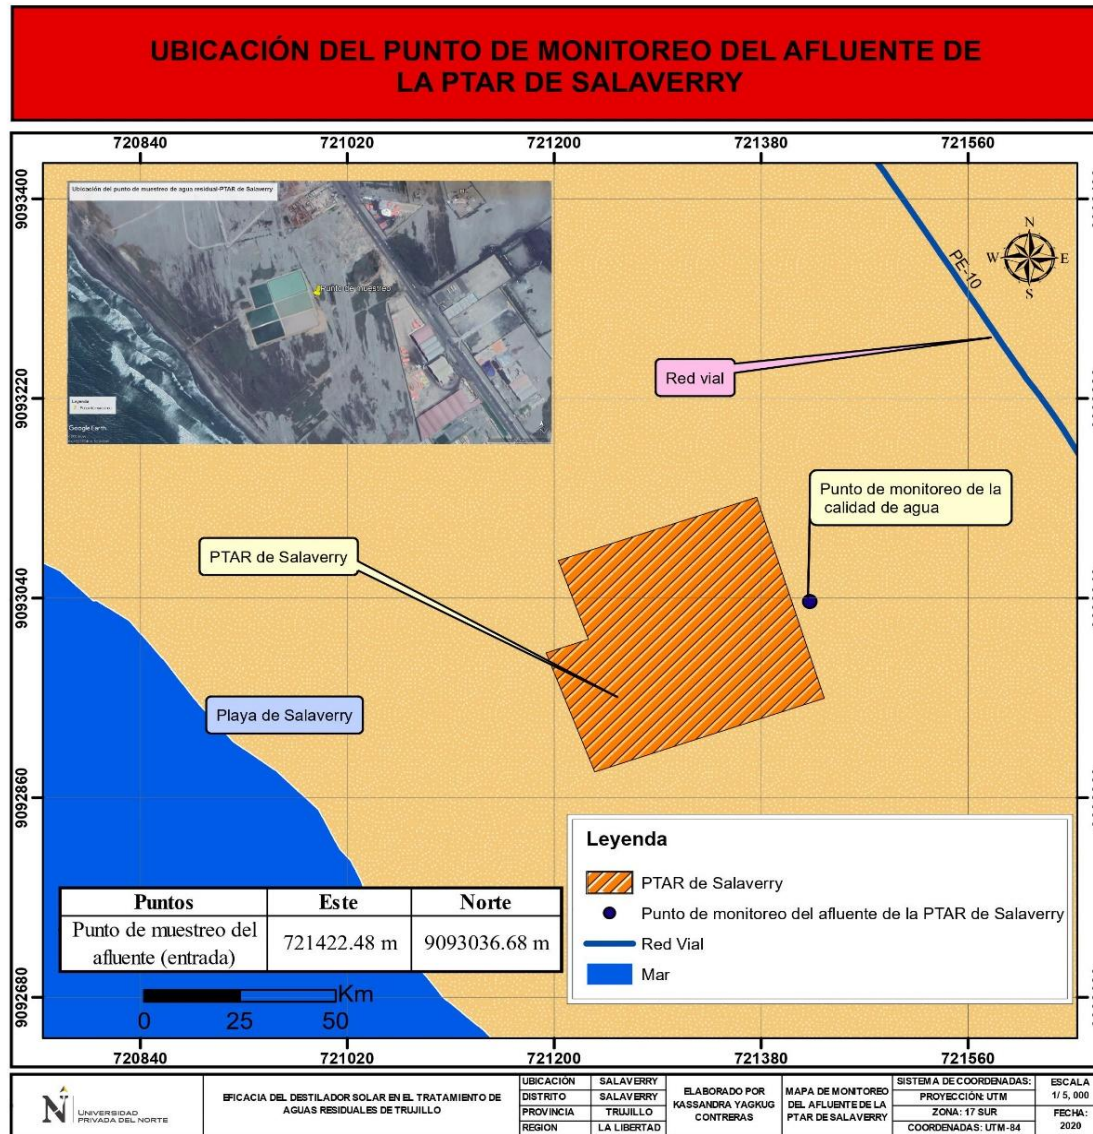 UBICACIÓN DEL PUNTO DE MONITOREO DEL AFLUENTE DE
LA PTAR DE SALAVERRY
720840 721020 721200 721380 721560
9093400
9093220
9093040
9092860
9092680
Ubicación del punto de muestreo de agua residual-PTAR de Salaverry
Punto de muestreo
Leyenda
Google Earth
N
W E
S
PE-10
Red vial
Punto de monitoreo de la
calidad de agua
PTAR de Salaverry
Playa de Salaverry
Leyenda
PTAR de Salaverry
Punto de monitoreo del afluente de la PTAR de Salaverry
Red Vial
Mar
Puntos Este Norte
Punto de muestreo del
afluente (entrada)
721422.48 m 9093036.68 m
Km
0 25 50
720840 721020 721200 721380 721560
N UNIVERSIDAD
PRIVADA DEL NORTE
EFICACIA DEL DESTILADOR SOLAR EN EL TRATAMIENTO DE
AGUAS RESIDUALES DE TRUJILLO
UBICACIÓN SALAVERRY
DISTRITO SALAVERRY
PROVINCIA TRUJILLO
REGION LA LIBERTAD
ELABORADO POR
KASSANDRA YAGKUG
CONTRERAS
MAPA DE MONITOREO
DEL AFLUENTE DE LA
PTAR DE SALAVERRY
SISTEMA DE COORDENADAS:
PROYECCIÓN: UTM
ZONA: 17 SUR
COORDENADAS: UTM-84
ESCALA
1/ 5, 000
FECHA:
2020